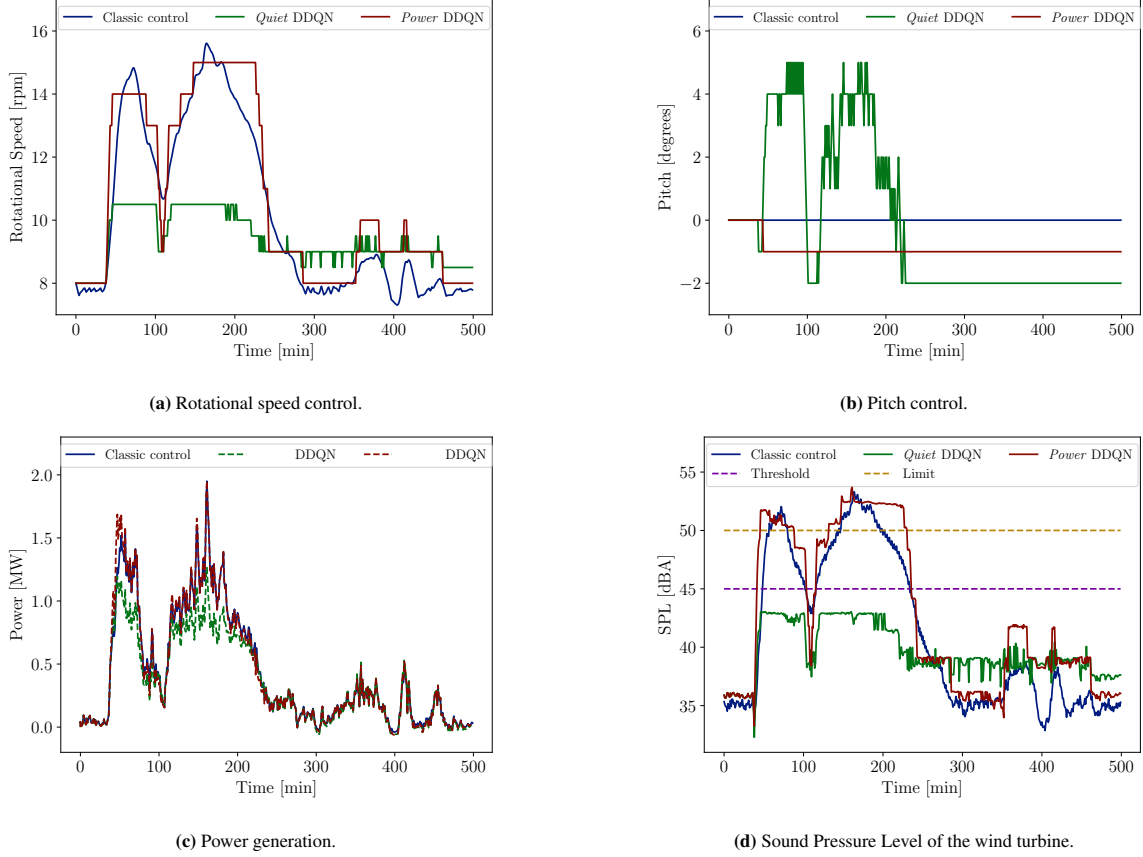 Classic control Quiet DDQN Power DDQN
16
14
12
10
8
Rotational Speed [rpm]
0 100 200 300 400 500
Time [min]
(a) Rotational speed control.
Classic control Quiet DDQN Power DDQN
6
4
2
0
−2
Pitch [degrees]
0 100 200 300 400 500
Time [min]
(b) Pitch control.
Classic control DDQN DDQN
2.0
1.5
1.0
0.5
0.0
Power [MW]
0 100 200 300 400 500
Time [min]
(c) Power generation.
Classic control Quiet DDQN Power DDQN
Threshold Limit
55
50
45
40
35
SPL [dBA]
0 100 200 300 400 500
Time [min]
(d) Sound Pressure Level of the wind turbine.